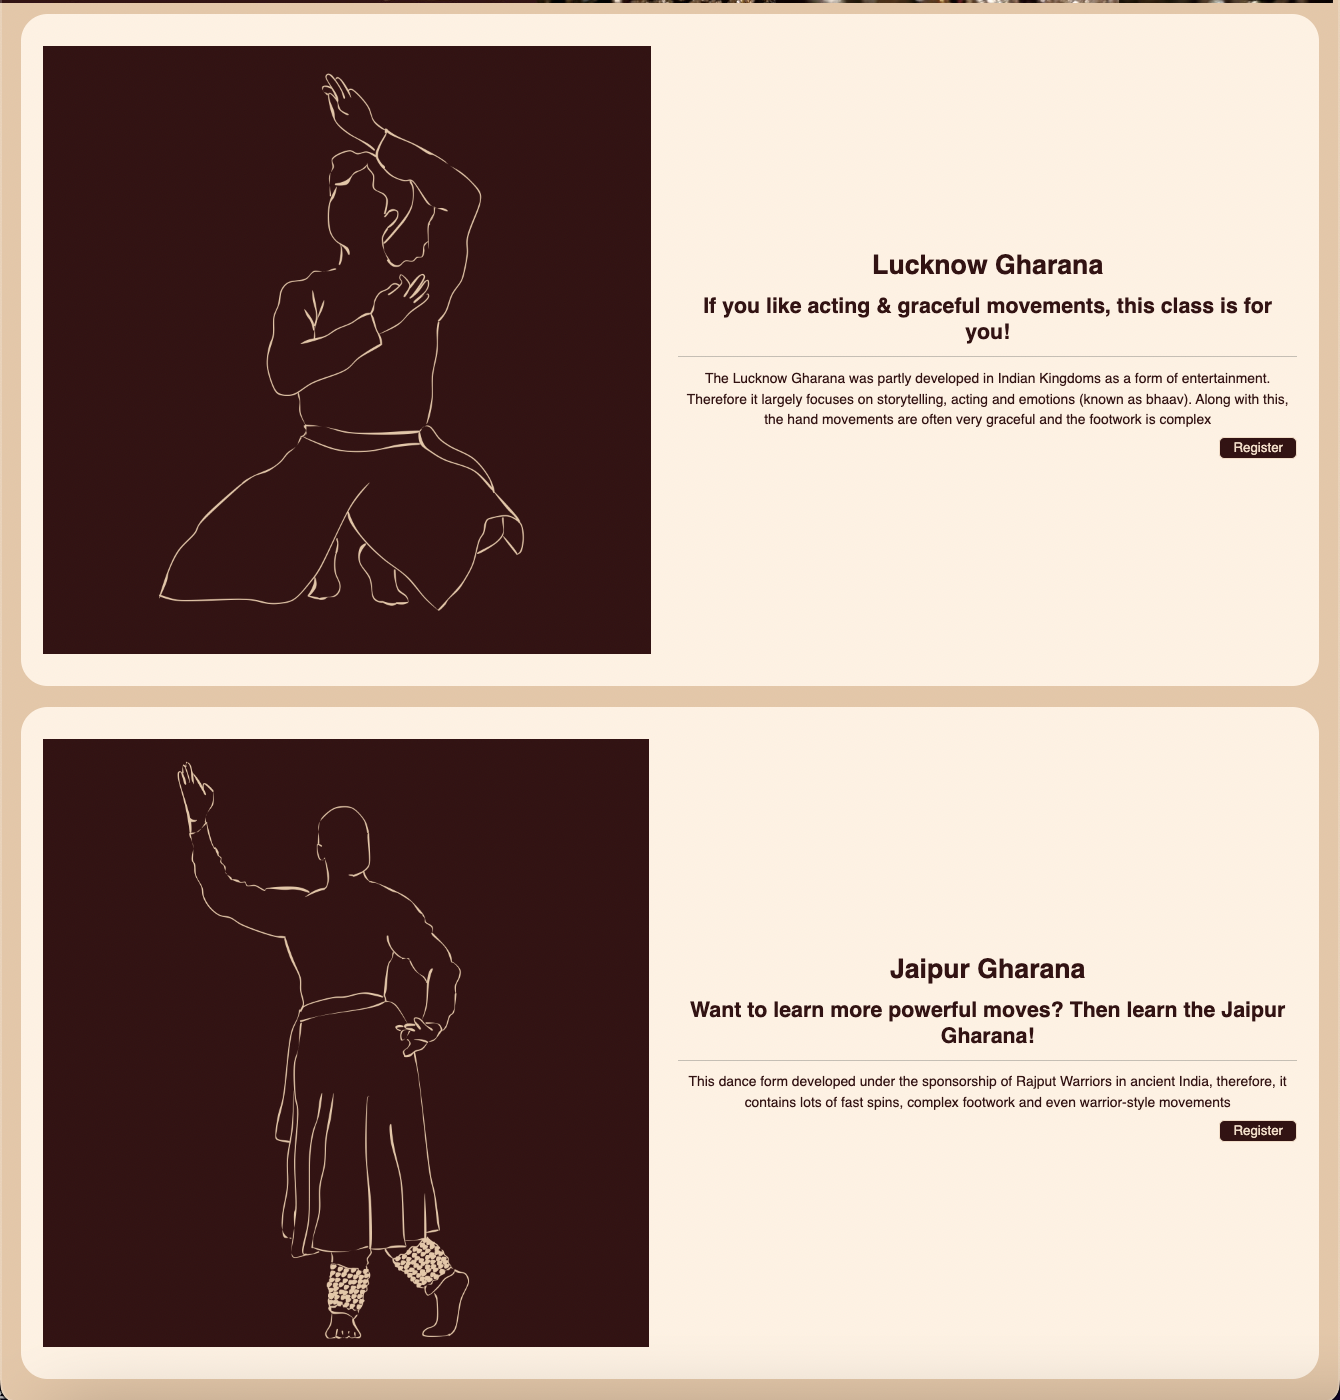 Lucknow Gharana
If you like acting & graceful movements, this class is for
you!
The Lucknow Gharana was partly developed in Indian Kingdoms as a form of entertainment.
Therefore it largely focuses on storytelling, acting and emotions (known as bhaav). Along with this,
the hand movements are often very graceful and the footwork is complex
Register
Jaipur Gharana
Want to learn more powerful moves? Then learn the Jaipur
Gharana!
This dance form developed under the sponsorship of Rajput Warriors in ancient India, therefore, it
contains lots of fast spins, complex footwork and even warrior-style movements
Register